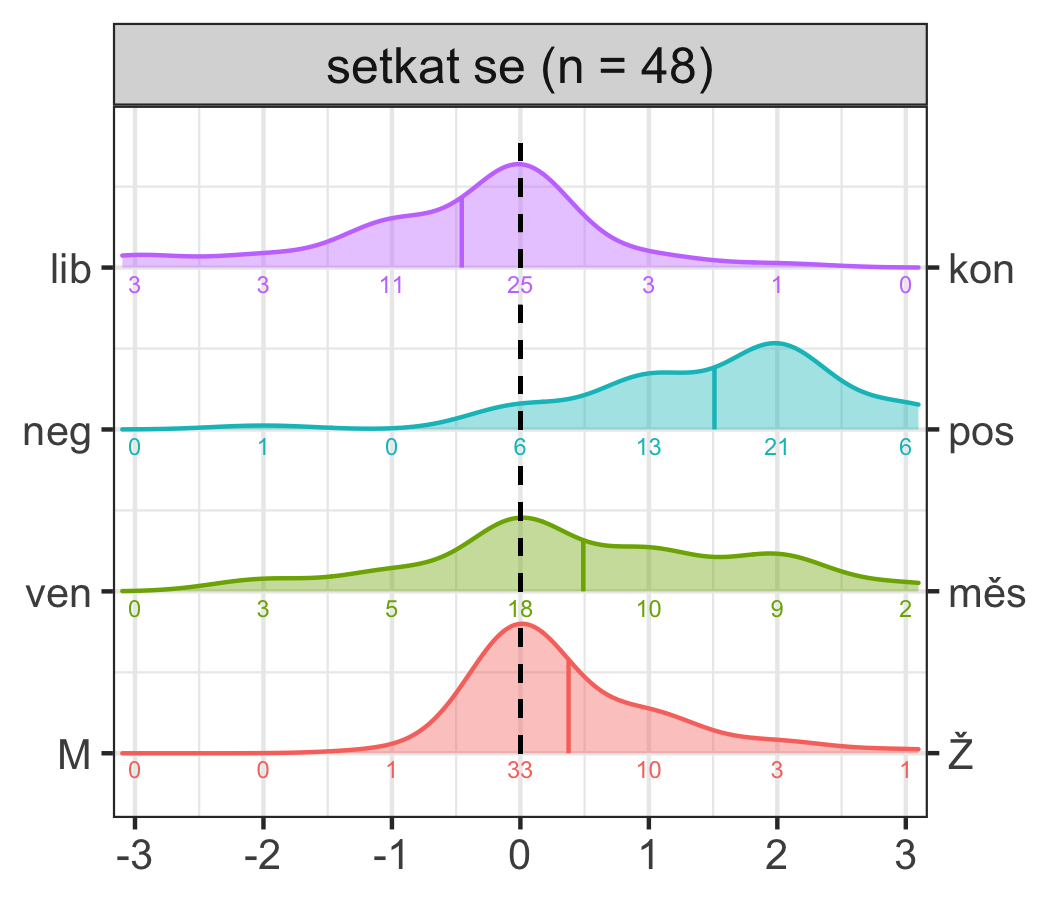 setkat se (n = 48)
lib kon
3 3 11 25 3 1 0
neg pos
0 1 0 6 13 21 6
ven měs
0 3 5 18 10 9 2
M Ž
0 0 1 33 10 3 1
-3 -2 -1 0 1 2 3